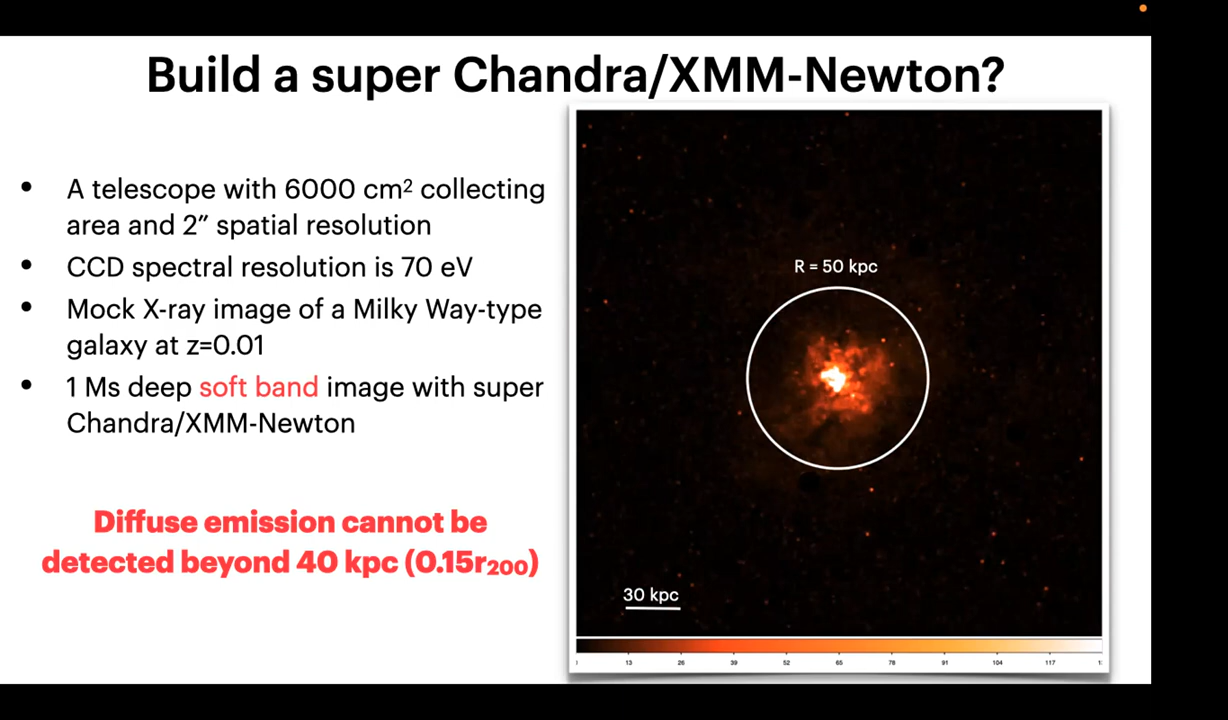 Build a super Chandra/XMM-Newton?
• A telescope with 6000 cm² collecting
area and 2” spatial resolution
• CCD spectral resolution is 70 eV
• Mock X-ray image of a Milky Way-type
galaxy at z=0.01
• 1 Ms deep soft band image with super
Chandra/XMM-Newton
Diffuse emission cannot be
detected beyond 40 kpc (0.15r₂₀₀)
R = 50 kpc
30 kpc
13 26 39 52 65 78 91 104 117